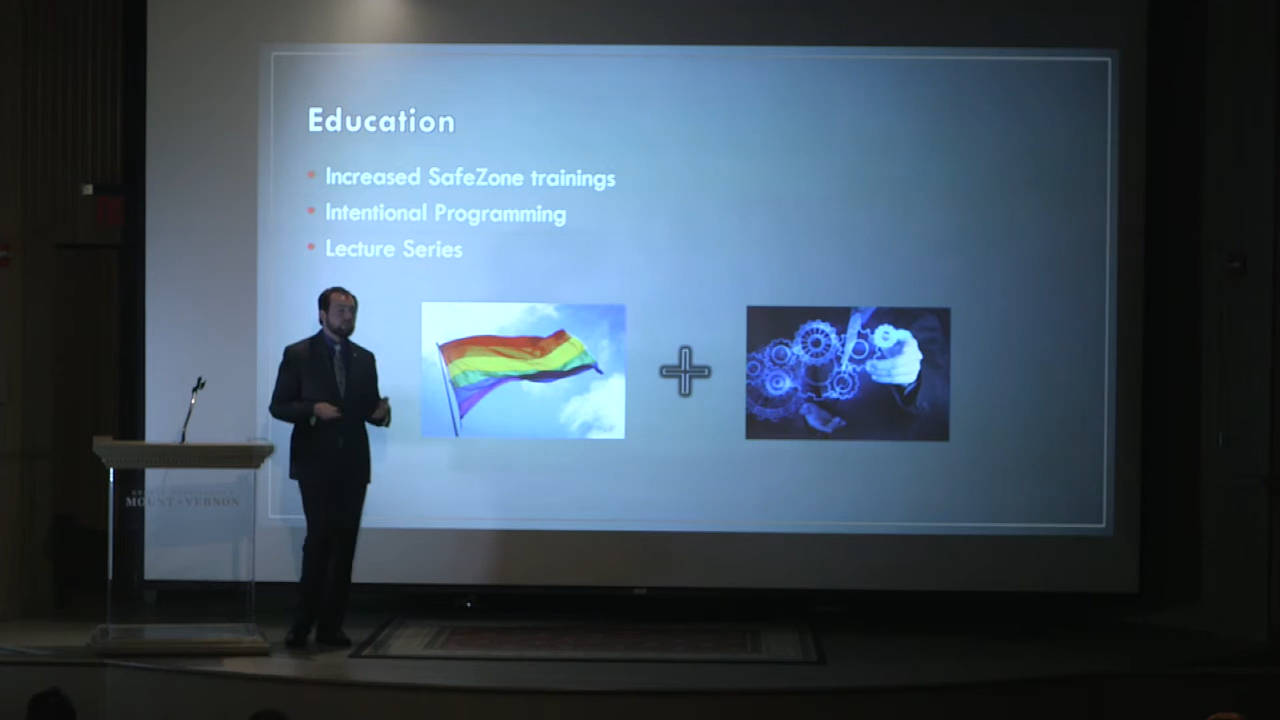 Education
Increased SafeZone trainings
Intentional Programming
Lecture Series
MOUNT VERNON